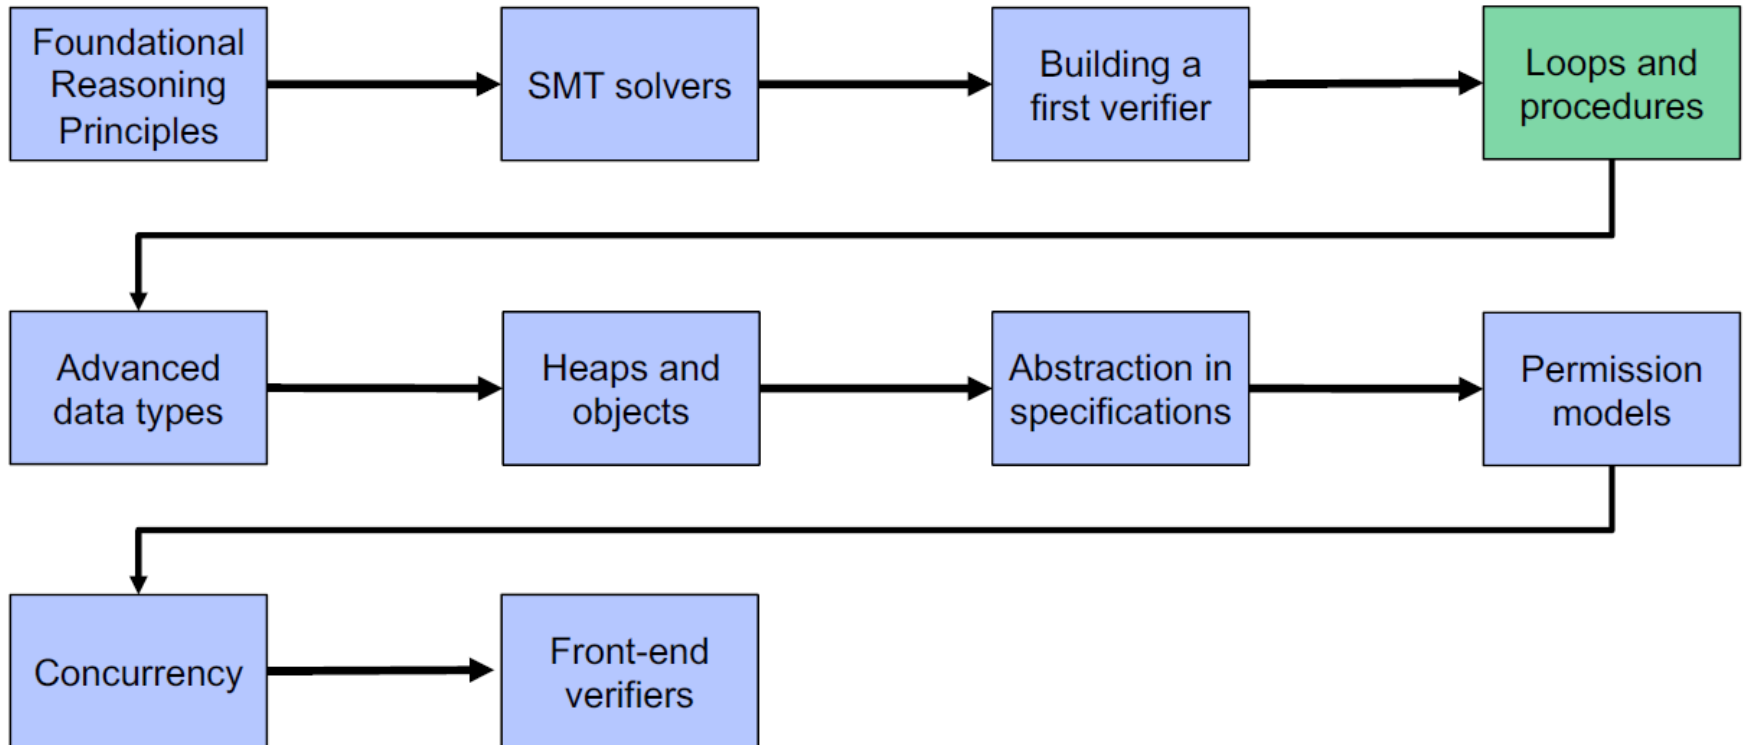 Foundational
Reasoning
Principles
SMT solvers
Building a
first verifier
Loops and
procedures
Advanced
data types
Heaps and
objects
Abstraction in
specifications
Permission
models
Concurrency
Front-end
verifiers